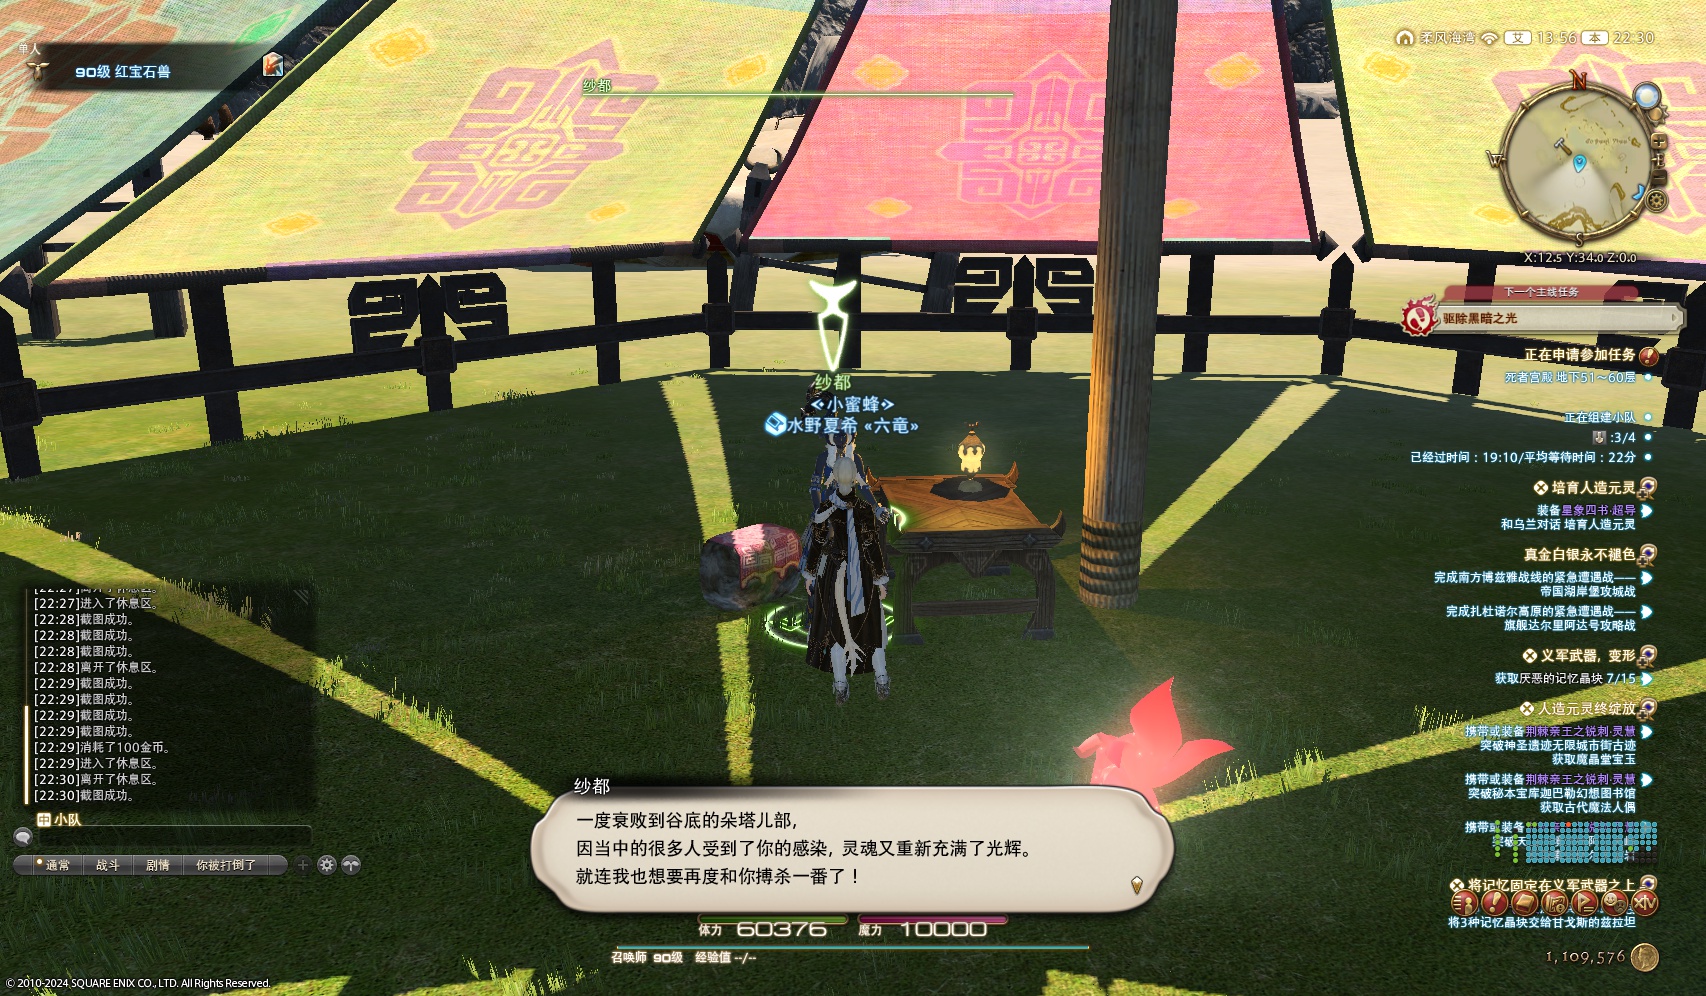 单人
90级 红宝石兽
纱都
柔风海湾 艾 13:56 本 22:30
N
W
E
S
X:12.5 Y:34.0 Z:0.0
下一个主线任务
驱除黑暗之光
正在申请参加任务
死者宫殿 地下51～60层
正在组建小队
:3/4
已经过时间：19:10/平均等待时间：22分
培育人造元灵
装备星象四书·超导
和乌兰对话 培育人造元灵
真金白银永不褪色
完成南方博兹雅战线的紧急遭遇战——
帝国湖岸堡攻城战
完成扎杜诺尔高原的紧急遭遇战——
旗舰达尔里阿达号攻略战
义军武器，变形
获取厌恶的记忆晶块 7/15
人造元灵终绽放
携带或装备荆棘亲王之锐刺·灵慧
突破神圣遗迹无限城市街古迹
获取魔晶堂宝玉
携带或装备荆棘亲王之锐刺·灵慧
突破秘本宝库迦巴勒幻想图书馆
获取古代魔法人偶
携带或装备
突破
将记忆固定在义军武器之上
将3种记忆晶块交给甘戈斯的兹拉坦
1,109,576
纱都
‹小蜜蜂›
水野夏希 «六竜»
[22:27]离开了休息区。
[22:27]进入了休息区。
[22:28]截图成功。
[22:28]截图成功。
[22:28]截图成功。
[22:28]离开了休息区。
[22:29]截图成功。
[22:29]截图成功。
[22:29]截图成功。
[22:29]截图成功。
[22:29]消耗了100金币。
[22:29]进入了休息区。
[22:30]离开了休息区。
[22:30]截图成功。
小队
通常 战斗 剧情 你被打倒了
纱都
一度衰败到谷底的朵塔儿部，
因当中的很多人受到了你的感染，灵魂又重新充满了光辉。
就连我也想要再度和你搏杀一番了！
体力 60376 魔力 10000
召唤师 90级 经验值 --/--
© 2010-2024 SQUARE ENIX CO., LTD. All Rights Reserved.